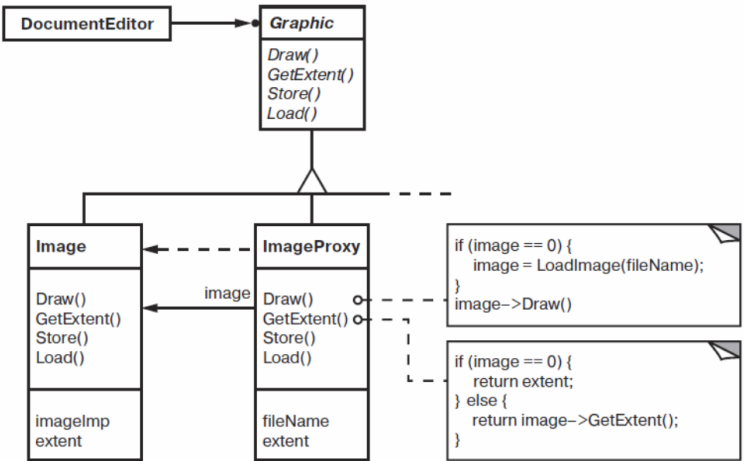 DocumentEditor
Graphic
Draw()
GetExtent()
Store()
Load()
Image
Draw()
GetExtent()
Store()
Load()
imageImp
extent
image
ImageProxy
Draw()
GetExtent()
Store()
Load()
fileName
extent
if (image == 0) {
image = LoadImage(fileName);
}
image–>Draw()
if (image == 0) {
return extent;
} else {
return image–>GetExtent();
}